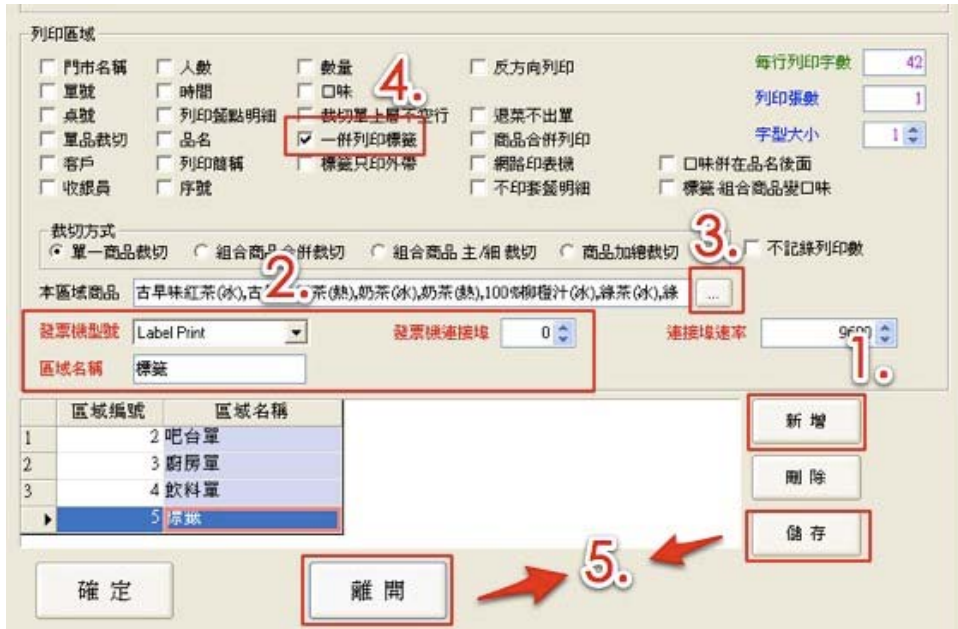 列印區域
門市名稱 人數 數量 反方向列印 每行列印字數 42
單號 時間 口味 4. 列印張數 1
桌號 列印餐點明細 裁切單上層不空行 退菜不出單
單品裁切 品名 一併列印標籤 商品合併列印 字型大小 1
客戶 列印簡稱 標籤只印外帶 網路印表機 口味併在品名後面
收銀員 序號 不印套餐明細 標籤-組合商品變口味
裁切方式
單一商品裁切 組合商品合併裁切 組合商品 主/細 裁切 商品加總裁切 3. 不記錄列印數
2.
本區域商品 古早味紅茶(冰),古 茶(熱),奶茶(冰),奶茶(熱),100%柳橙汁(冰),綠茶(冰),綠 ...
發票機型號 Label Print 發票機連接埠 0 連接埠速率 9600
區域名稱 標籤 1.
區域編號 區域名稱
新增
1 2 吧台單
2 3 廚房單
3 4 飲料單
刪除
5 標籤
儲存
確定 離開 5.